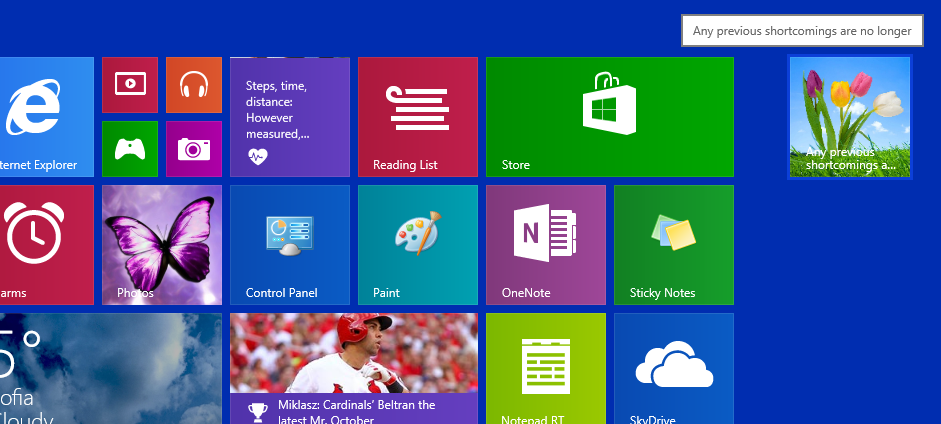 Any previous shortcomings are no longer
Steps, time,
distance:
However
measured,...
ternet Explorer
Reading List
Store
Any previous
shortcomings a...
arms
Photos
Control Panel
Paint
N
OneNote
Sticky Notes
5°
ofia
Cloudy
Miklasz: Cardinals' Beltran the
latest Mr. October
Notepad RT
SkyDrive